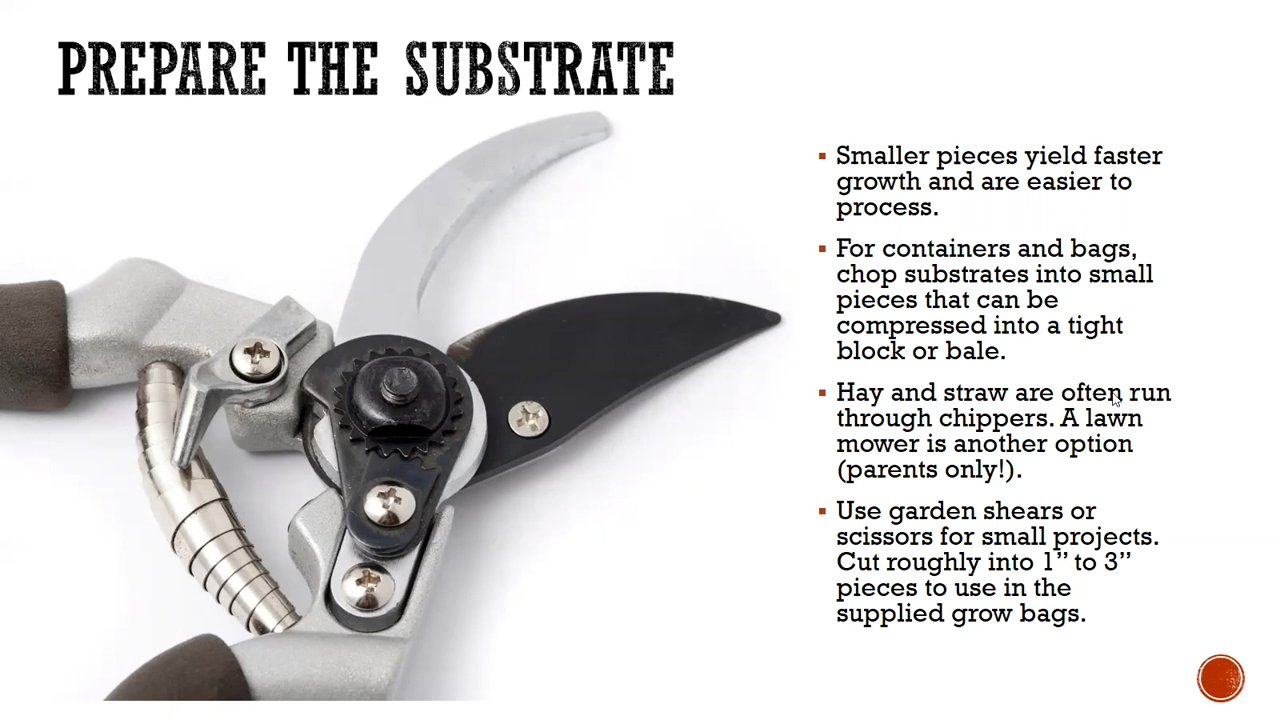 PREPARE THE SUBSTRATE
Smaller pieces yield faster
growth and are easier to
process.
For containers and bags,
chop substrates into small
pieces that can be
compressed into a tight
block or bale.
Hay and straw are often run
through chippers. A lawn
mower is another option
(parents only!).
Use garden shears or
scissors for small projects.
Cut roughly into 1” to 3”
pieces to use in the
supplied grow bags.